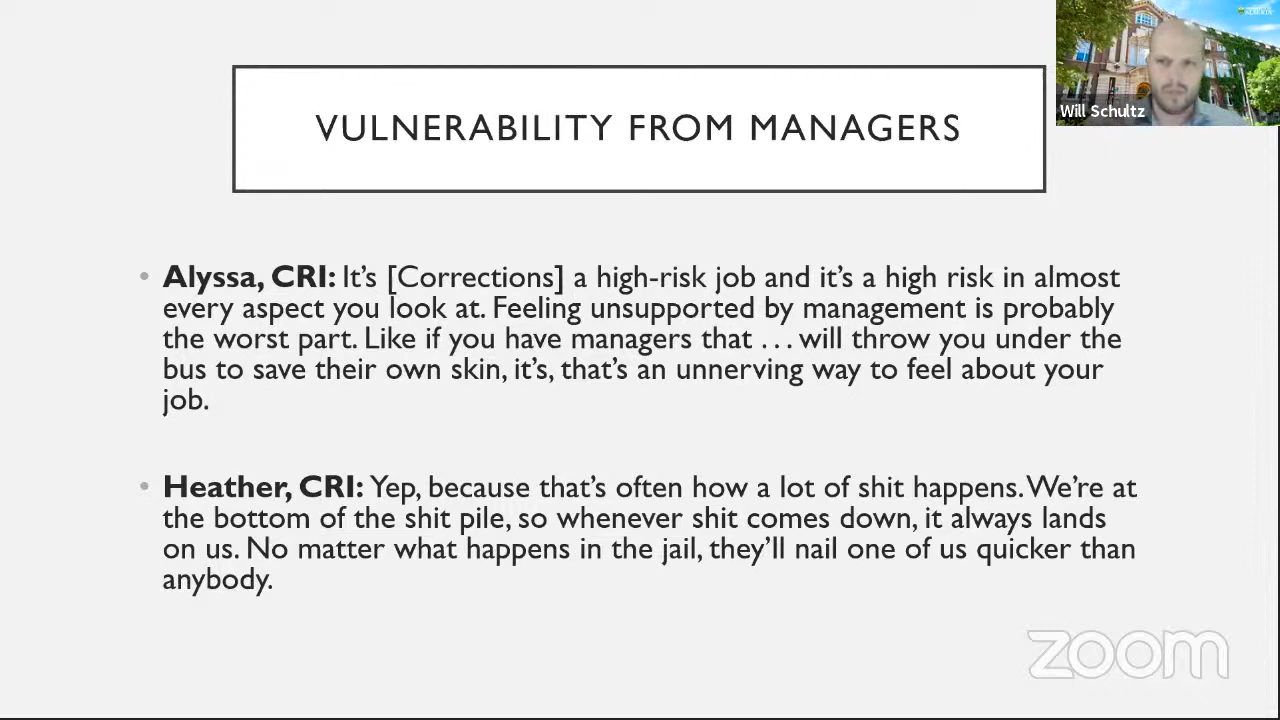 VULNERABILITY FROM MANAGERS
Will Schultz
• Alyssa, CRI: It's [Corrections] a high-risk job and it's a high risk in almost
every aspect you look at. Feeling unsupported by management is probably
the worst part. Like if you have managers that . . . will throw you under the
bus to save their own skin, it's, that's an unnerving way to feel about your
job.
• Heather, CRI: Yep, because that's often how a lot of shit happens. We're at
the bottom of the shit pile, so whenever shit comes down, it always lands
on us. No matter what happens in the jail, they'll nail one of us quicker than
anybody.
zoom